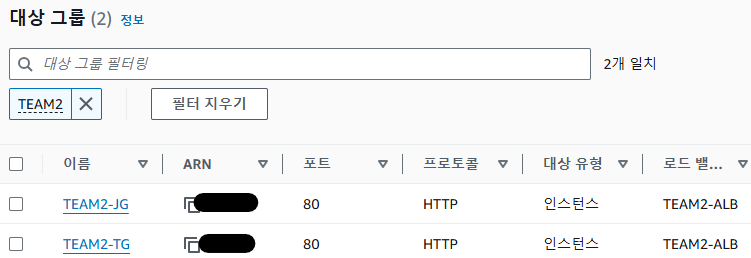 대상 그룹 (2) 정보
대상 그룹 필터링 2개 일치
TEAM2 필터 지우기
이름 ARN 포트 프로토콜 대상 유형 로드 밸...
TEAM2-JG 80 HTTP 인스턴스 TEAM2-ALB
TEAM2-TG 80 HTTP 인스턴스 TEAM2-ALB